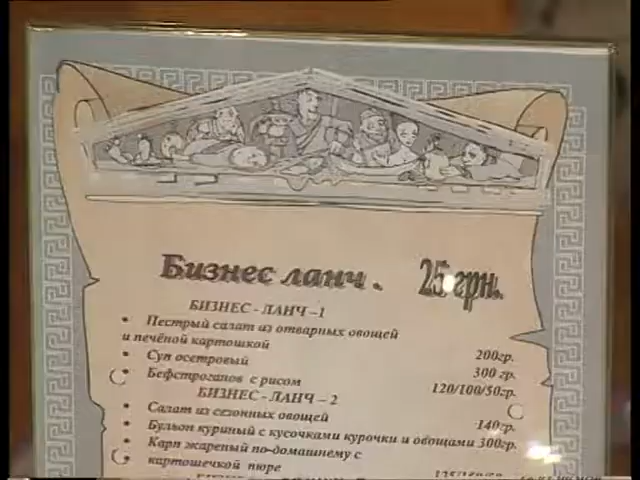 Бизнес ланч. 25 грн.
БИЗНЕС - ЛАНЧ -1
• Пестрый салат из отварных овощей
и печёной картошкой 200гр.
• Суп осетровый 300 гр.
• Бефстроганов с рисом 120/100/50гр.
БИЗНЕС - ЛАНЧ - 2
• Салат из сезонных овощей 140гр.
• Бульон куриный с кусочками курочки и овощами 300гр.
• Карп жареный по-домашнему с
• картошечкой пюре